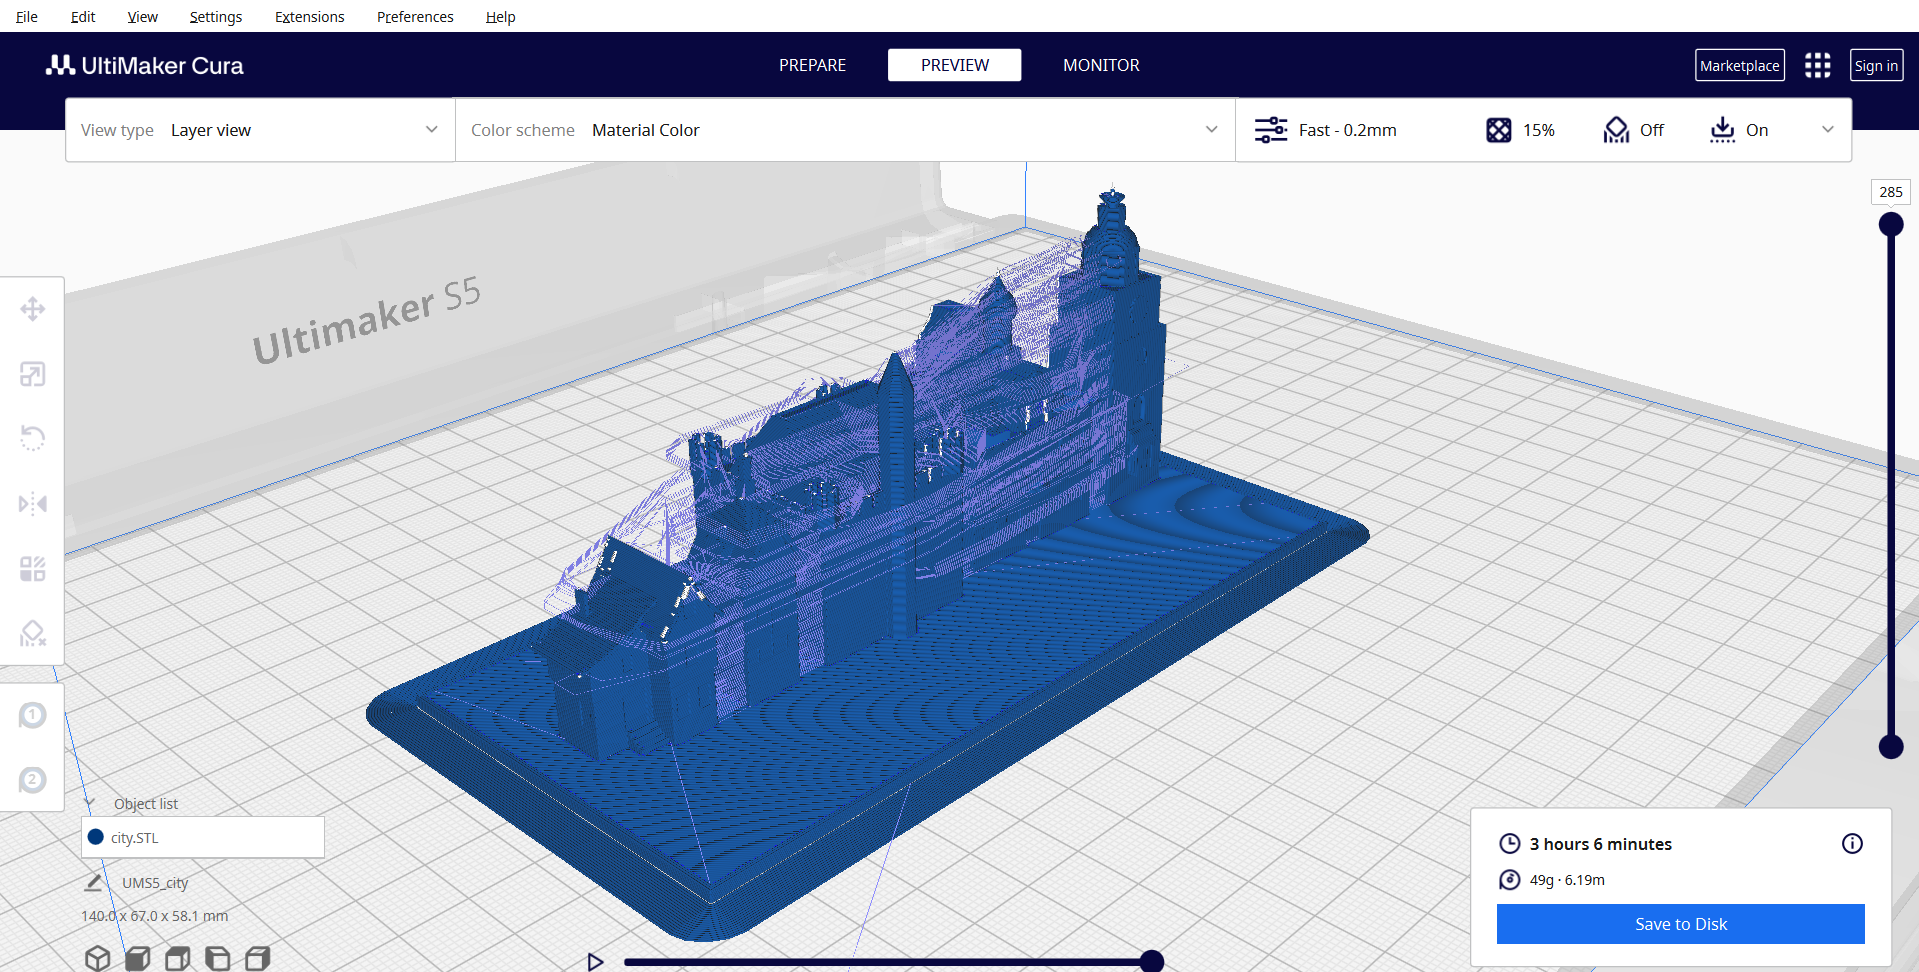 File Edit View Settings Extensions Preferences Help
UltiMaker Cura PREPARE PREVIEW MONITOR Marketplace Sign in
View type Layer view Color scheme Material Color Fast - 0.2mm 15% Off On
285
Ultimaker S5
1
2
Object list
city.STL
UMS5_city
140.0 x 67.0 x 58.1 mm
3 hours 6 minutes
49g · 6.19m
Save to Disk